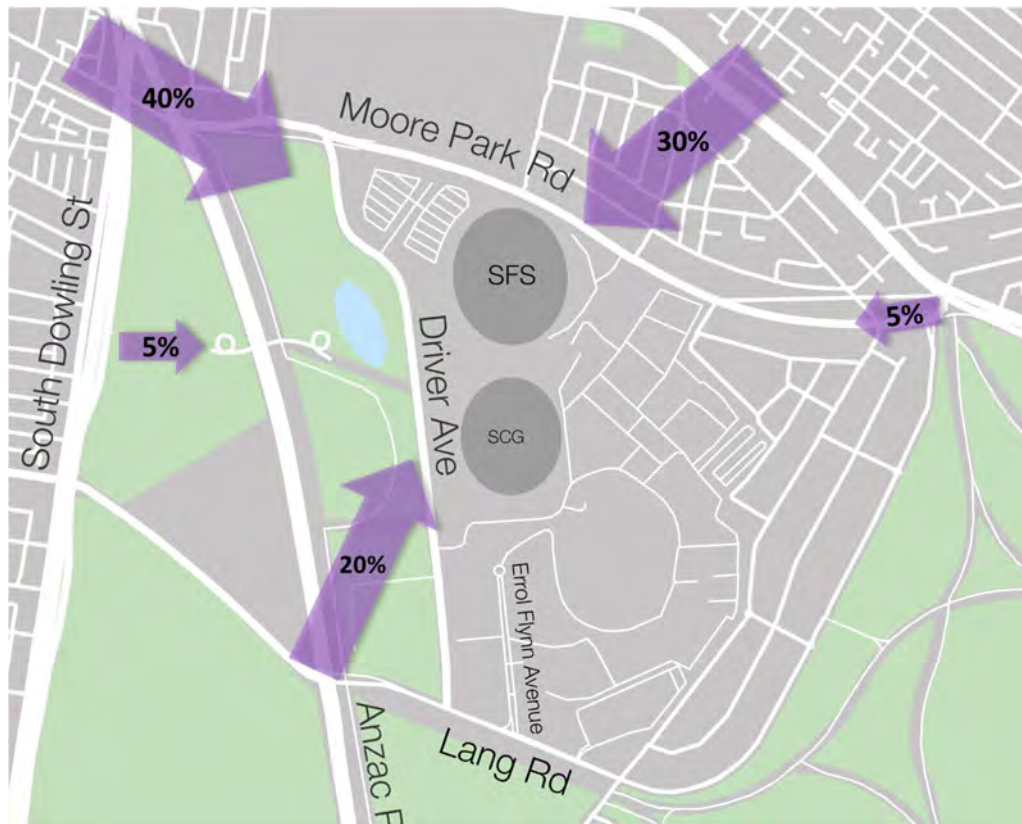 40%
Moore Park Rd
30%
South Dowling St
SFS
5%
5%
Driver Ave
SCG
20%
Errol Flynn Avenue
Anzac P
Lang Rd